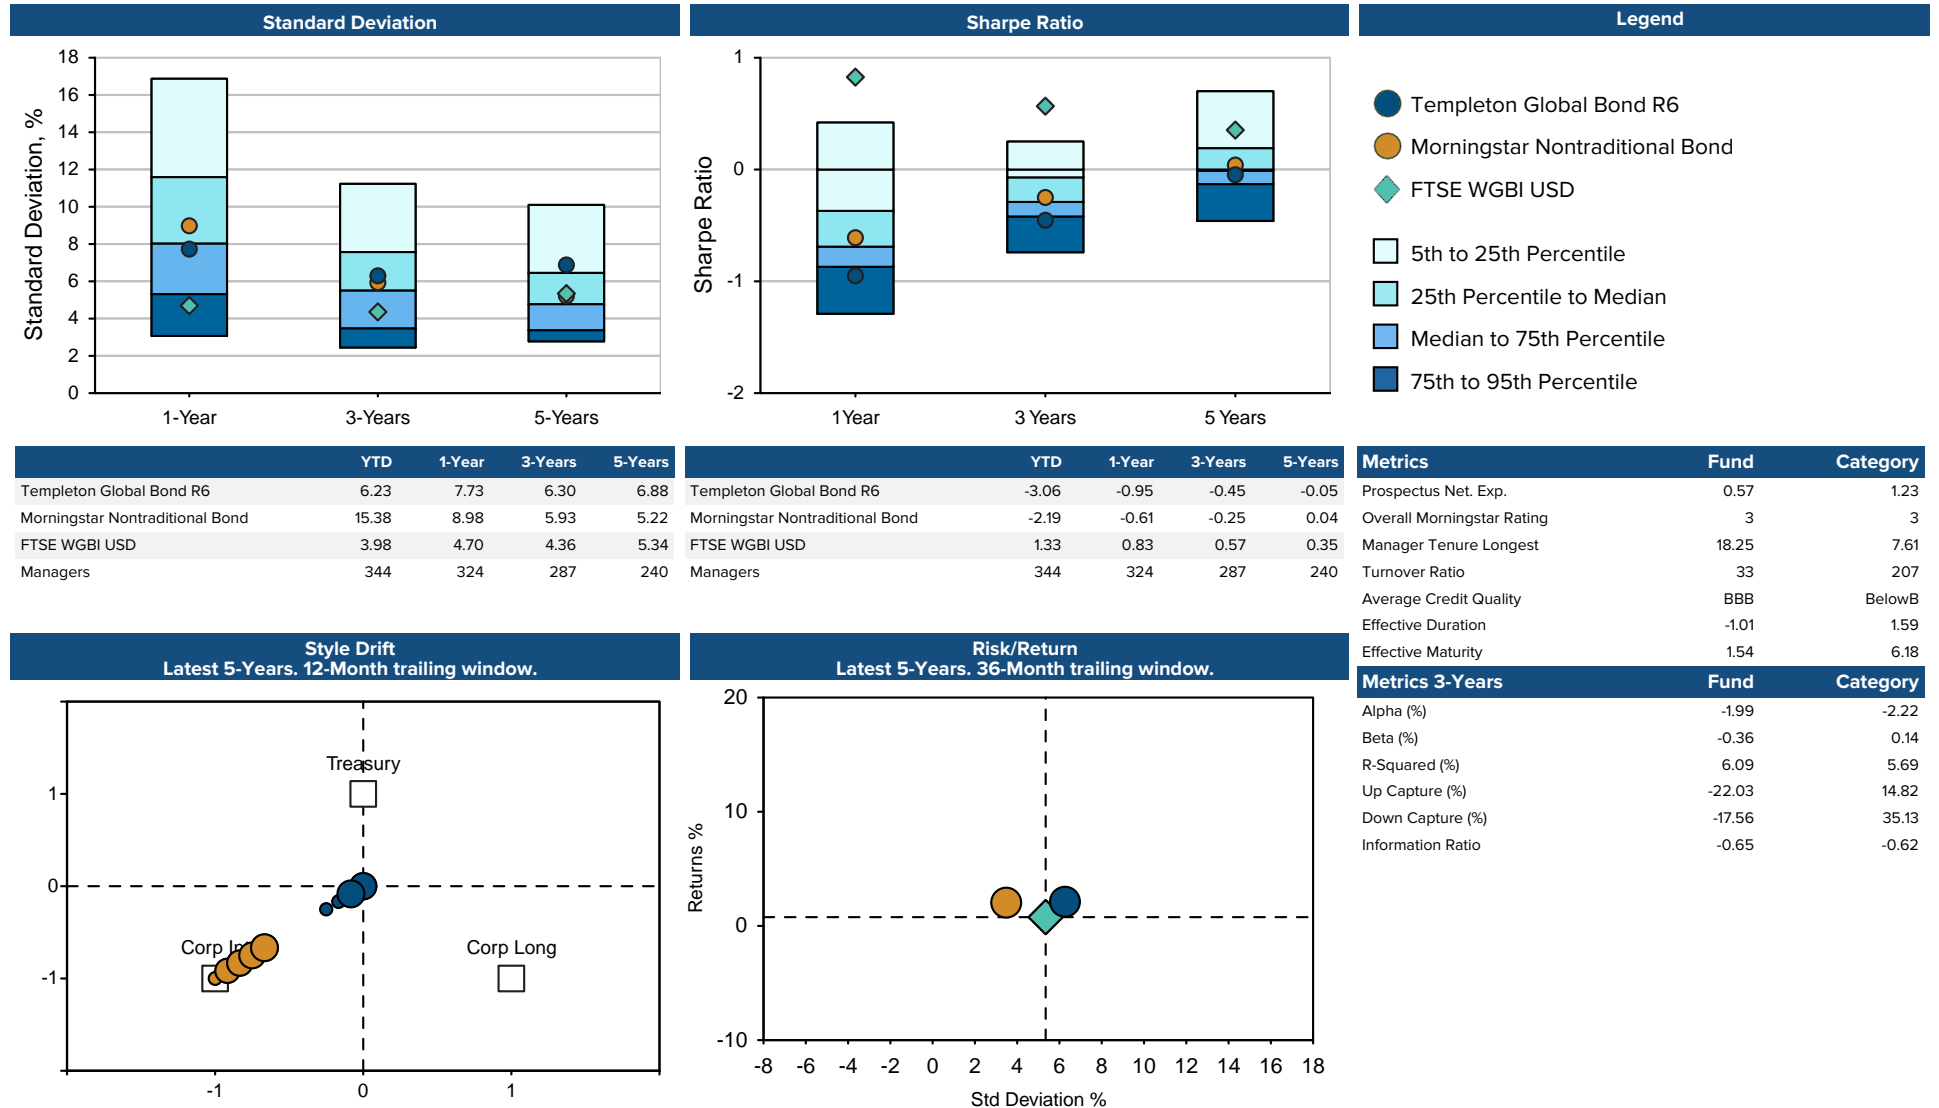 Standard Deviation
Sharpe Ratio
Legend
18
16
14
12
10
8
6
4
2
0
Standard Deviation, %
1-Year
3-Years
5-Years
1
0
-1
-2
Sharpe Ratio
1Year
3 Years
5 Years
Templeton Global Bond R6
Morningstar Nontraditional Bond
FTSE WGBI USD
5th to 25th Percentile
25th Percentile to Median
Median to 75th Percentile
75th to 95th Percentile
YTD 1-Year 3-Years 5-Years
Templeton Global Bond R6 6.23 7.73 6.30 6.88
Morningstar Nontraditional Bond 15.38 8.98 5.93 5.22
FTSE WGBI USD 3.98 4.70 4.36 5.34
Managers 344 324 287 240
YTD 1-Year 3-Years 5-Years
Templeton Global Bond R6 -3.06 -0.95 -0.45 -0.05
Morningstar Nontraditional Bond -2.19 -0.61 -0.25 0.04
FTSE WGBI USD 1.33 0.83 0.57 0.35
Managers 344 324 287 240
Metrics Fund Category
Prospectus Net. Exp. 0.57 1.23
Overall Morningstar Rating 3 3
Manager Tenure Longest 18.25 7.61
Turnover Ratio 33 207
Average Credit Quality BBB BelowB
Effective Duration -1.01 1.59
Effective Maturity 1.54 6.18
Metrics 3-Years Fund Category
Alpha (%) -1.99 -2.22
Beta (%) -0.36 0.14
R-Squared (%) 6.09 5.69
Up Capture (%) -22.03 14.82
Down Capture (%) -17.56 35.13
Information Ratio -0.65 -0.62
Style Drift
Latest 5-Years. 12-Month trailing window.
Treasury
Corp
Corp Long
1
0
-1
-1
0
1
Risk/Return
Latest 5-Years. 36-Month trailing window.
20
10
0
-10
Returns %
-8 -6 -4 -2 0 2 4 6 8 10 12 14 16 18
Std Deviation %